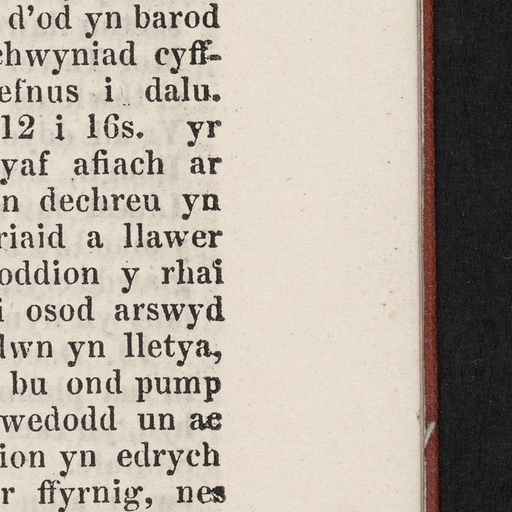 d'od yn barod
chwyniad cyff-
efnus i dalu.
12 i 16s. yr
yaf afiach ar
n dechreu yn
riaid a llawer
oddion y rhai
i osod arswyd
dwn yn lletya,
bu ond pump
wedodd un ac
ion yn edrych
r ffyrnig, nes